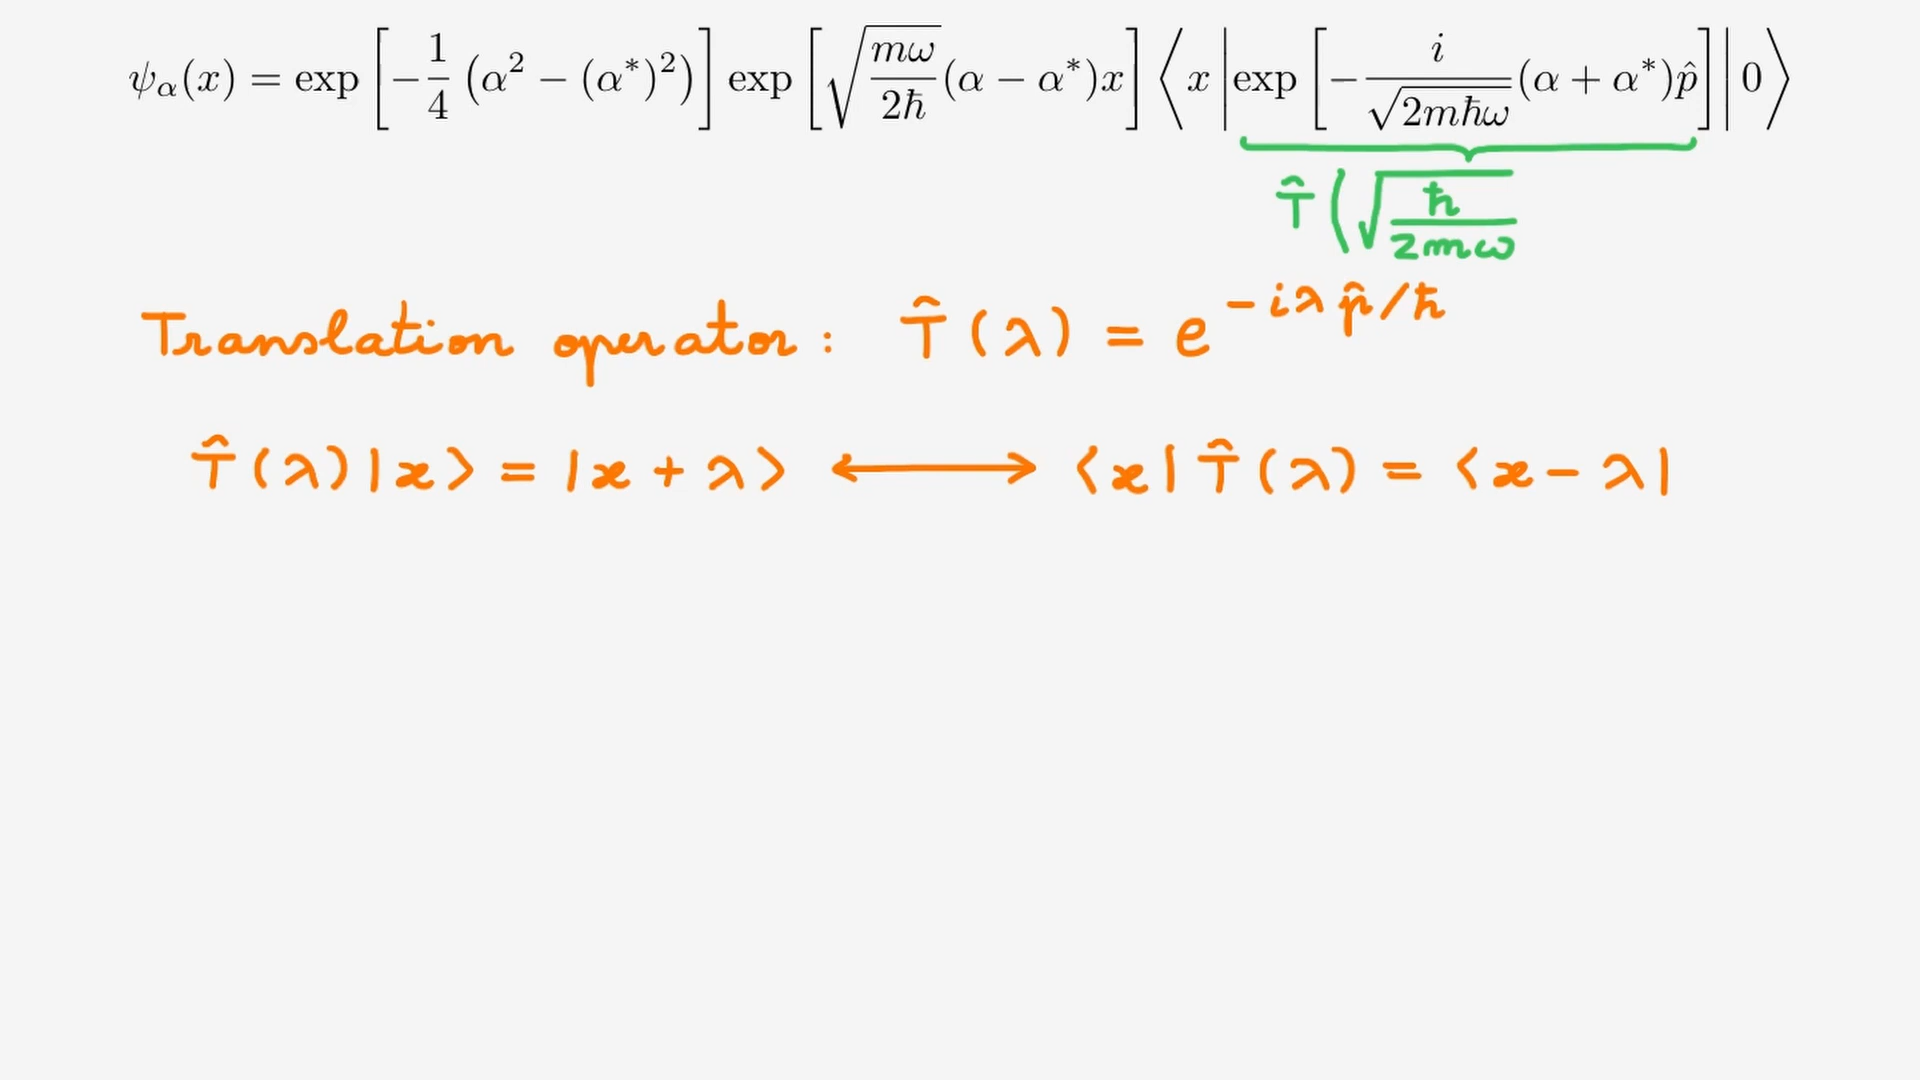 ψ_α(x) = exp[−1/4 (α² − (α*)²)] exp[√(mω/2ħ)(α − α*)x] ⟨x|exp[−i/√(2mħω)(α + α*)p̂]|0⟩
T̂(√(ħ/2mω)
Translation operator: T̂(λ) = e^{−iλp̂/ħ}
T̂(λ)|x⟩ = |x + λ⟩ ⟷ ⟨x|T̂(λ) = ⟨x − λ|